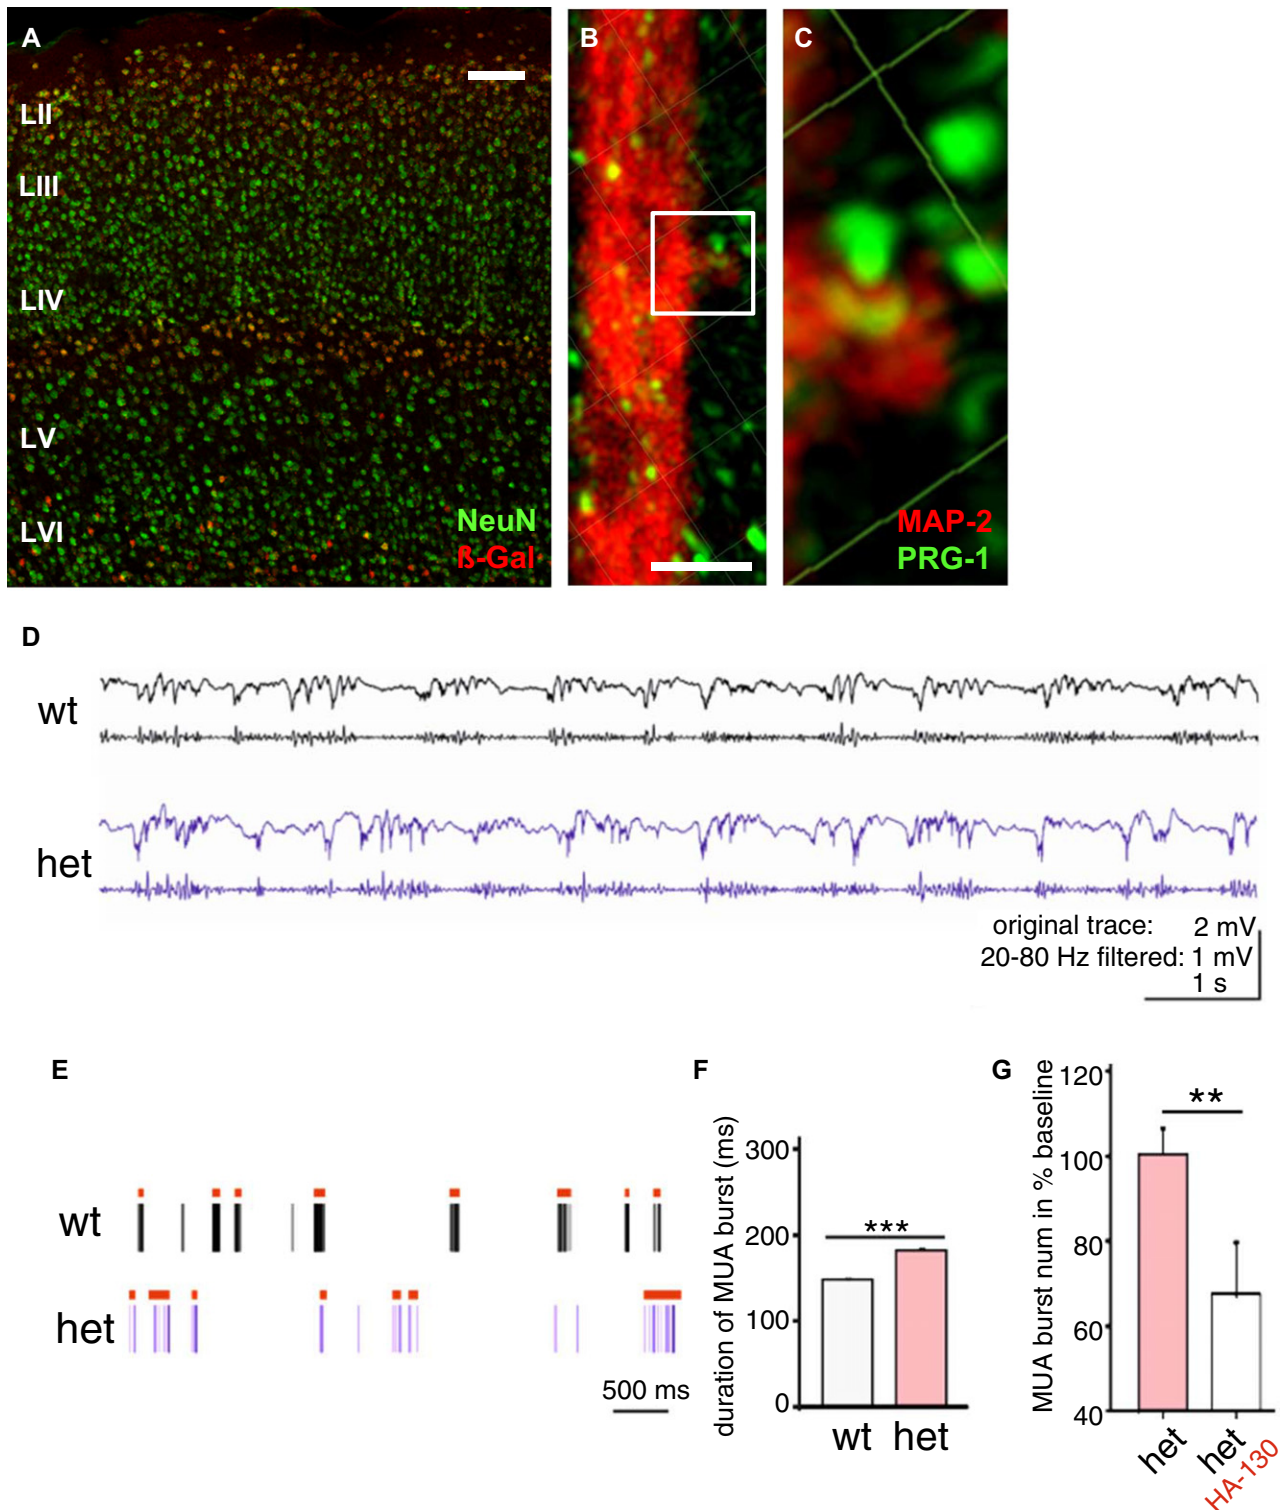 A
LII
LIII
LIV
LV
LVI
NeuN
ß-Gal
B
C
MAP-2
PRG-1
D
wt
het
original trace: 2 mV
20-80 Hz filtered: 1 mV
1 s
E
wt
het
500 ms
F
duration of MUA burst (ms)
300
200
100
0
***
wt het
G
MUA burst num in % baseline
120
100
80
60
40
**
het
het
HA-130